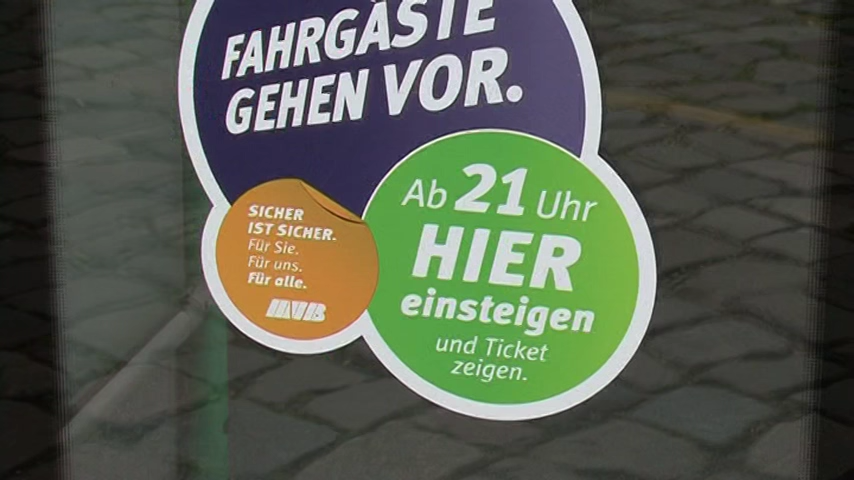 FAHRGÄSTE
GEHEN VOR.
Ab 21 Uhr
HIER
einsteigen
und Ticket
zeigen.
SICHER
IST SICHER.
Für Sie.
Für uns.
Für alle.
MVB